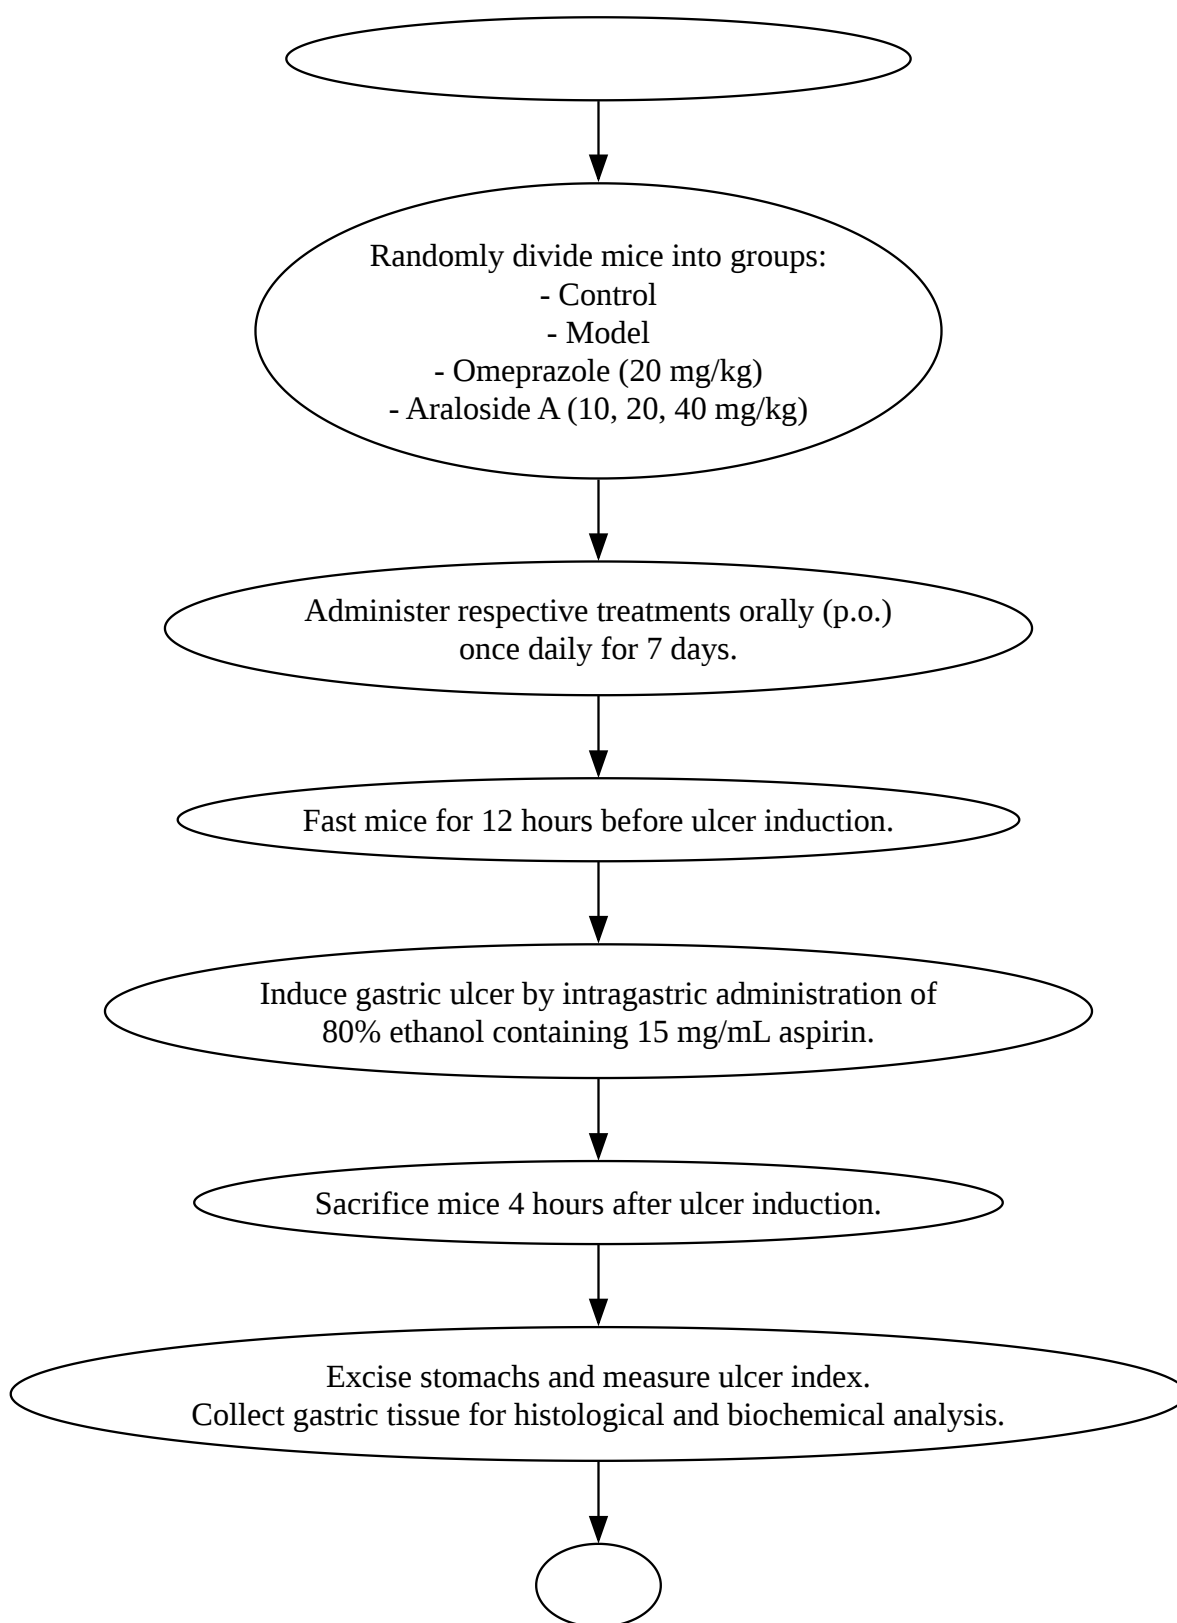 Randomly divide mice into groups:
- Control
- Model
- Omeprazole (20 mg/kg)
- Araloside A (10, 20, 40 mg/kg)
Administer respective treatments orally (p.o.)
once daily for 7 days.
Fast mice for 12 hours before ulcer induction.
Induce gastric ulcer by intragastric administration of
80% ethanol containing 15 mg/mL aspirin.
Sacrifice mice 4 hours after ulcer induction.
Excise stomachs and measure ulcer index.
Collect gastric tissue for histological and biochemical analysis.